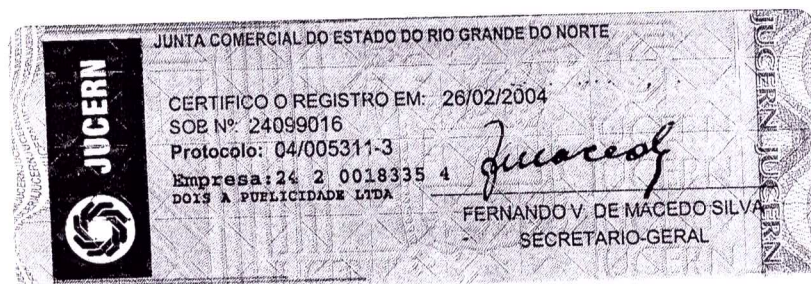 JUNTA COMERCIAL DO ESTADO DO RIO GRANDE DO NORTE
JUCERN
CERTIFICO O REGISTRO EM: 26/02/2004
SOB Nº: 24099016
Protocolo: 04/005311-3
Empresa:24 2 0018335 4
DOIS A PUBLICIDADE LTDA
FERNANDO V. DE MACEDO SILVA
SECRETARIO-GERAL
JUCERN JUCERN